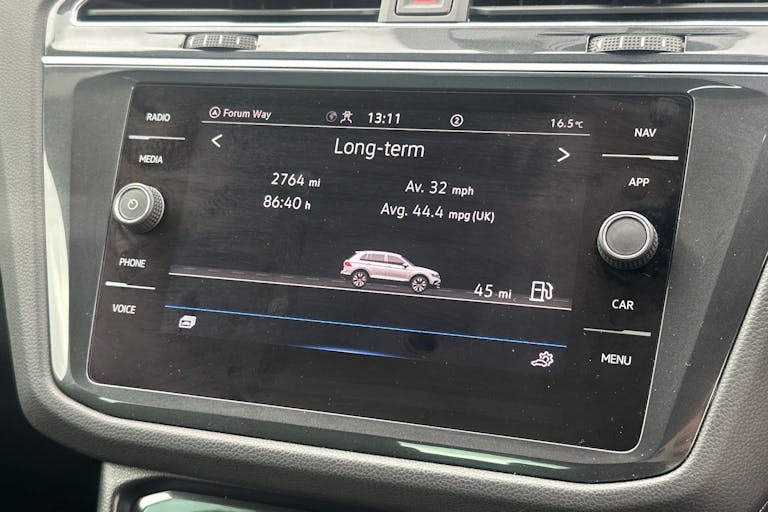 RADIO
MEDIA
PHONE
VOICE
A Forum Way
13:11
2
16.5°C
< Long-term >
2764 mi
Av. 32 mph
86:40 h
Avg. 44.4 mpg (UK)
45 mi
NAV
APP
CAR
MENU